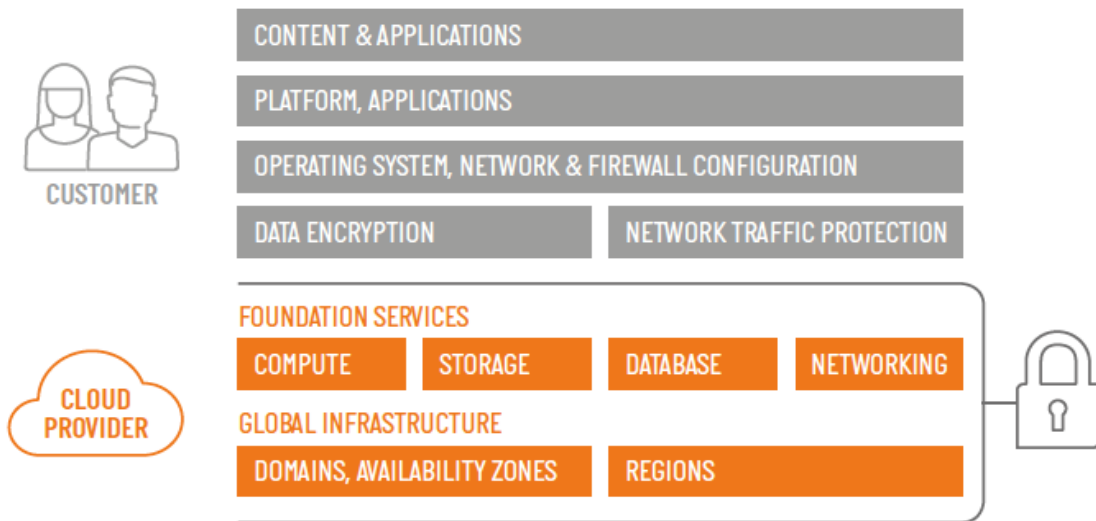 CONTENT & APPLICATIONS
PLATFORM, APPLICATIONS
OPERATING SYSTEM, NETWORK & FIREWALL CONFIGURATION
CUSTOMER
DATA ENCRYPTION
NETWORK TRAFFIC PROTECTION
FOUNDATION SERVICES
COMPUTE
STORAGE
DATABASE
NETWORKING
CLOUD
PROVIDER
GLOBAL INFRASTRUCTURE
DOMAINS, AVAILABILITY ZONES
REGIONS